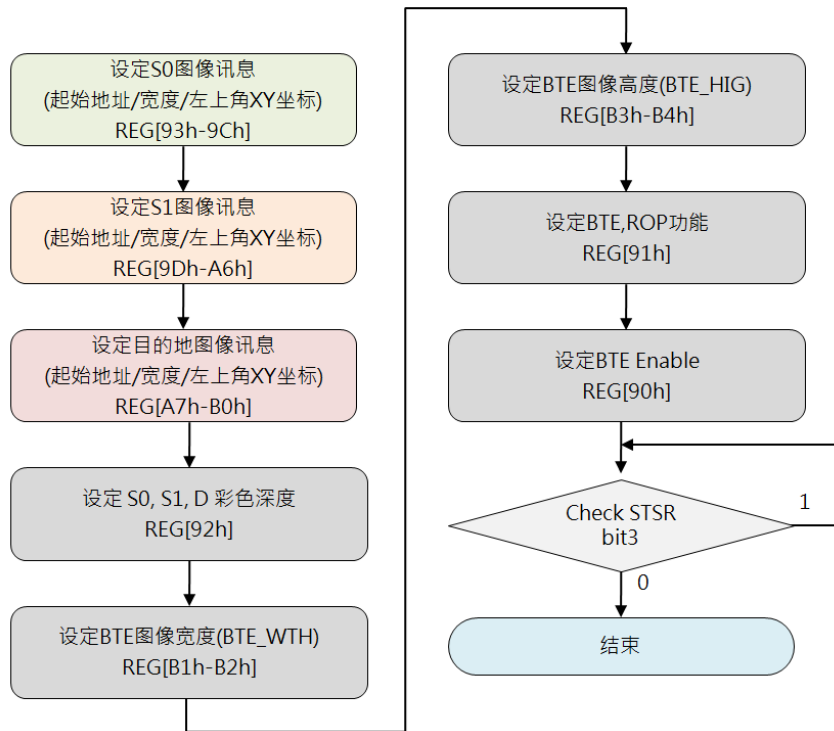 设定S0图像讯息
(起始地址/宽度/左上角XY坐标)
REG[93h-9Ch]
设定S1图像讯息
(起始地址/宽度/左上角XY坐标)
REG[9Dh-A6h]
设定目的地图像讯息
(起始地址/宽度/左上角XY坐标)
REG[A7h-B0h]
设定 S0, S1, D 彩色深度
REG[92h]
设定BTE图像宽度(BTE_WTH)
REG[B1h-B2h]
设定BTE图像高度(BTE_HIG)
REG[B3h-B4h]
设定BTE,ROP功能
REG[91h]
设定BTE Enable
REG[90h]
Check STSR
bit3
1
0
结束